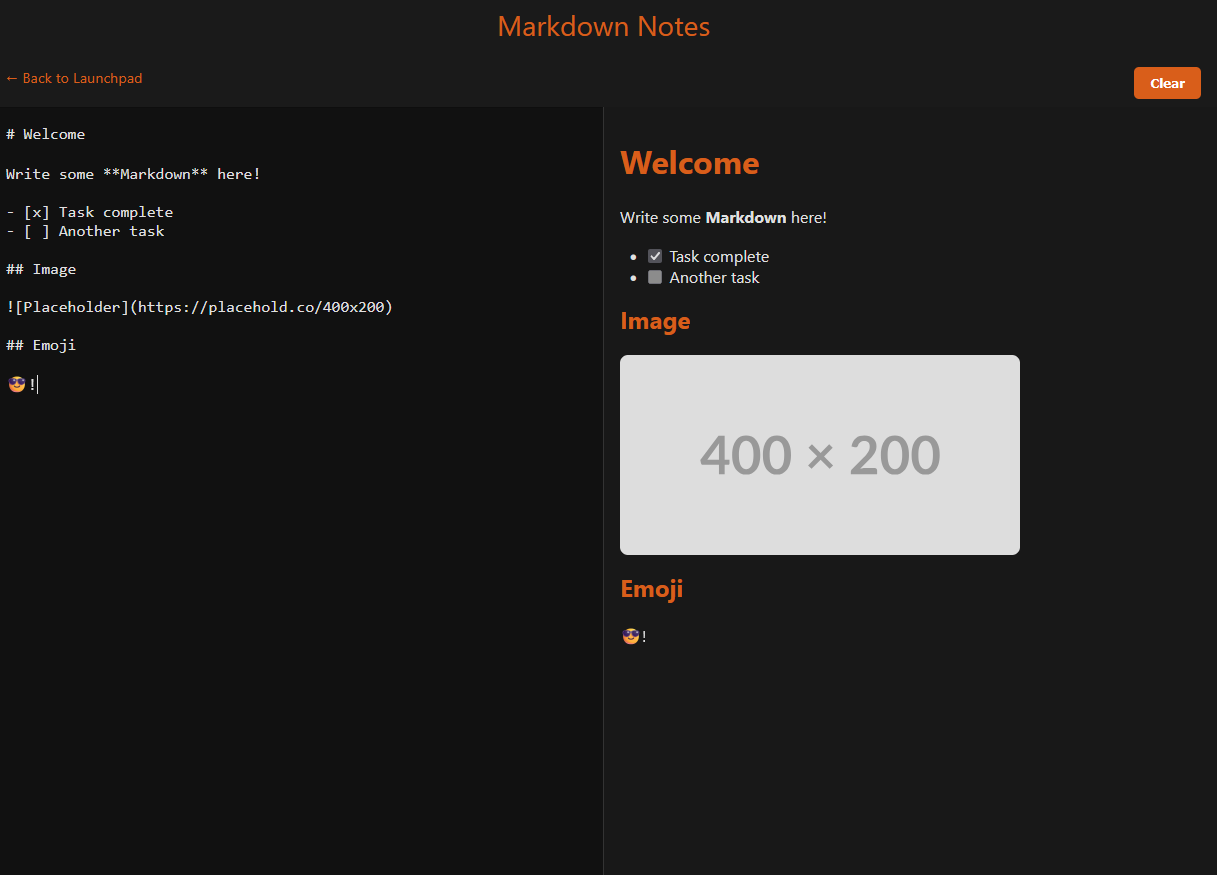 Markdown Notes
← Back to Launchpad
Clear
# Welcome
Write some **Markdown** here!
- [x] Task complete
- [ ] Another task
## Image
![Placeholder](https://placehold.co/400x200)
## Emoji
😎!
Welcome
Write some Markdown here!
• Task complete
• Another task
Image
400 × 200
Emoji
😎!